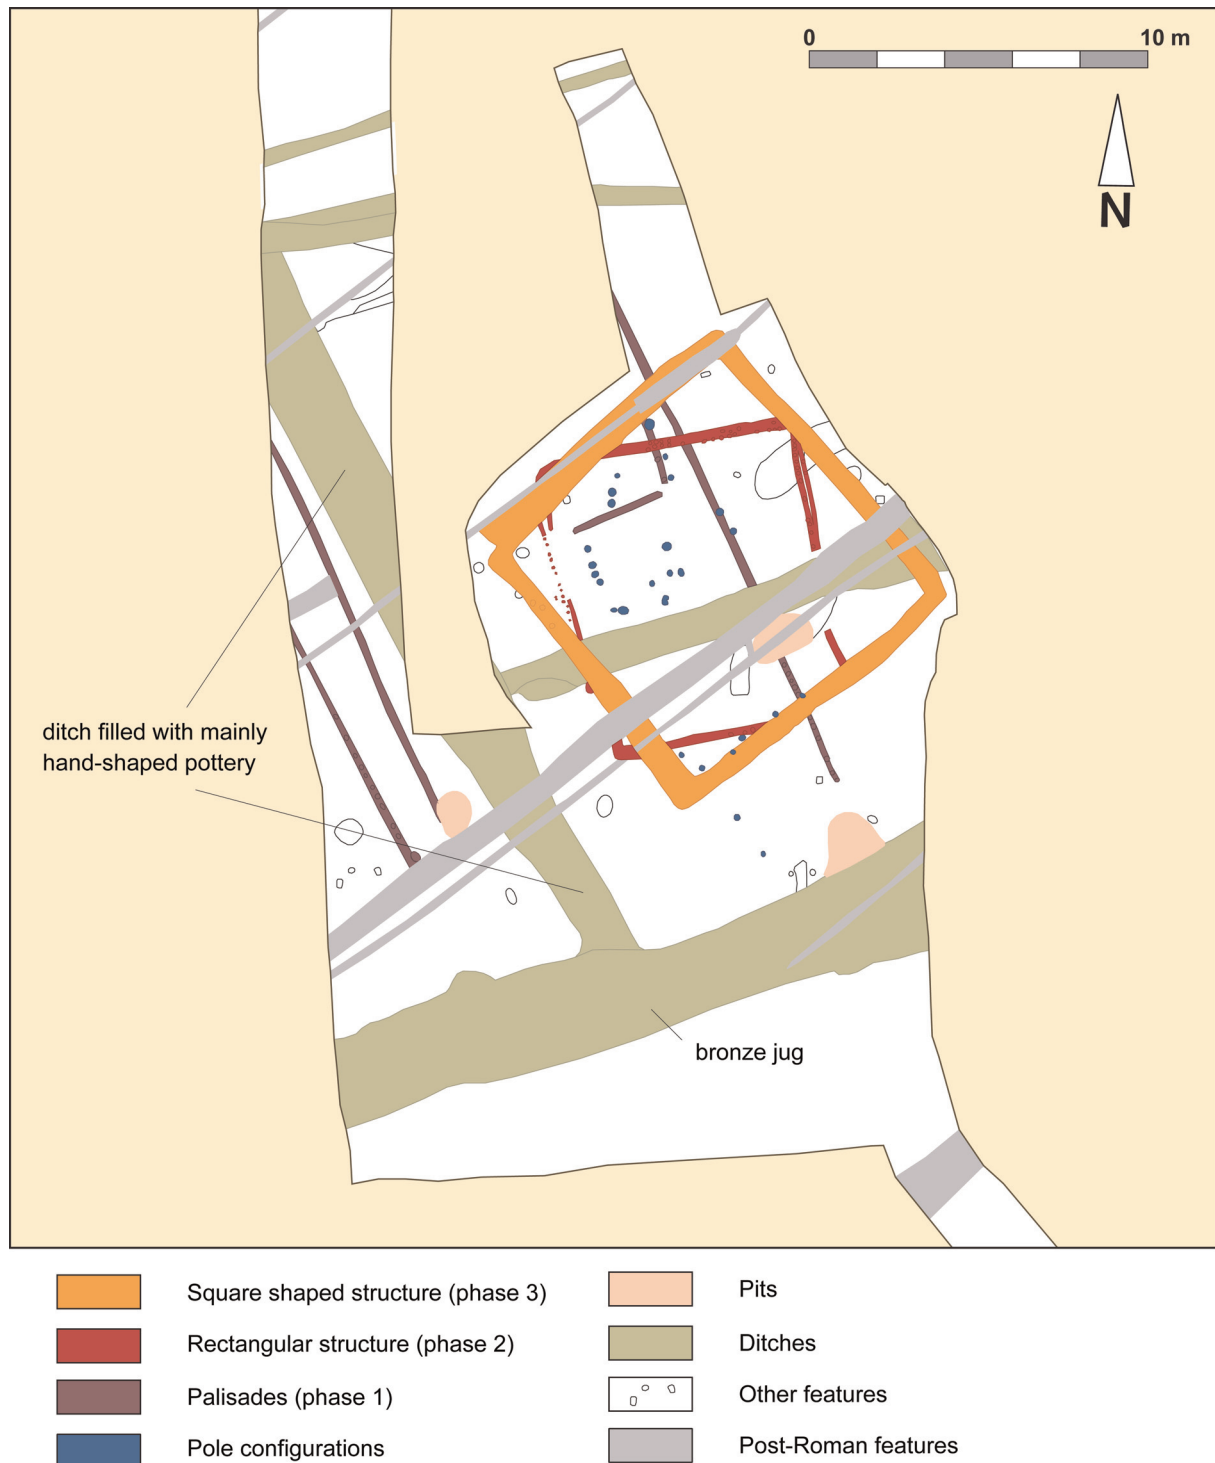 0 10 m
N
ditch filled with mainly
hand-shaped pottery
bronze jug
Square shaped structure (phase 3)
Rectangular structure (phase 2)
Palisades (phase 1)
Pole configurations
Pits
Ditches
Other features
Post-Roman features